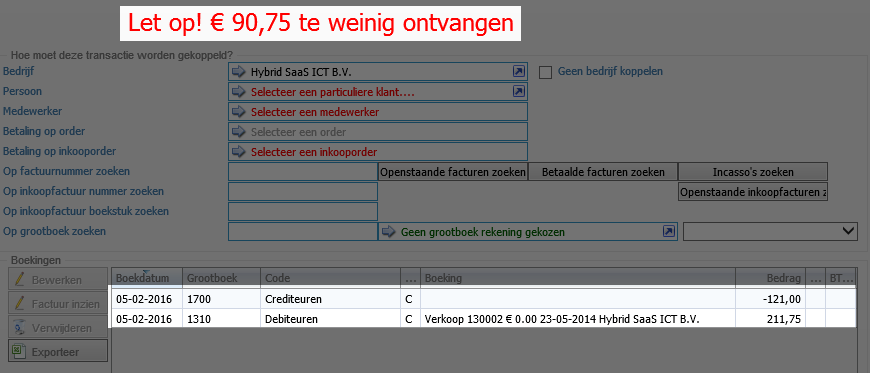 Let op! € 90,75 te weinig ontvangen
Hoe moet deze transactie worden gekoppeld?
Bedrijf Hybrid SaaS ICT B.V. Geen bedrijf koppelen
Persoon Selecteer een particuliere klant....
Medewerker Selecteer een medewerker
Betaling op order Selecteer een order
Betaling op inkooporder Selecteer een inkooporder
Op factuurnummer zoeken Openstaande facturen zoeken Betaalde facturen zoeken Incasso's zoeken
Op inkoopfactuur nummer zoeken Openstaande inkoopfacturen z
Op inkoopfactuur boekstuk zoeken
Op grootboek zoeken Geen grootboek rekening gekozen
Boekingen
Bewerken Boekdatum Grootboek Code ... Boeking Bedrag ... BT...
Factuur inzien 05-02-2016 1700 Crediteuren C -121,00
Verwijderen 05-02-2016 1310 Debiteuren C Verkoop 130002 € 0.00 23-05-2014 Hybrid SaaS ICT B.V. 211,75
Exporteer